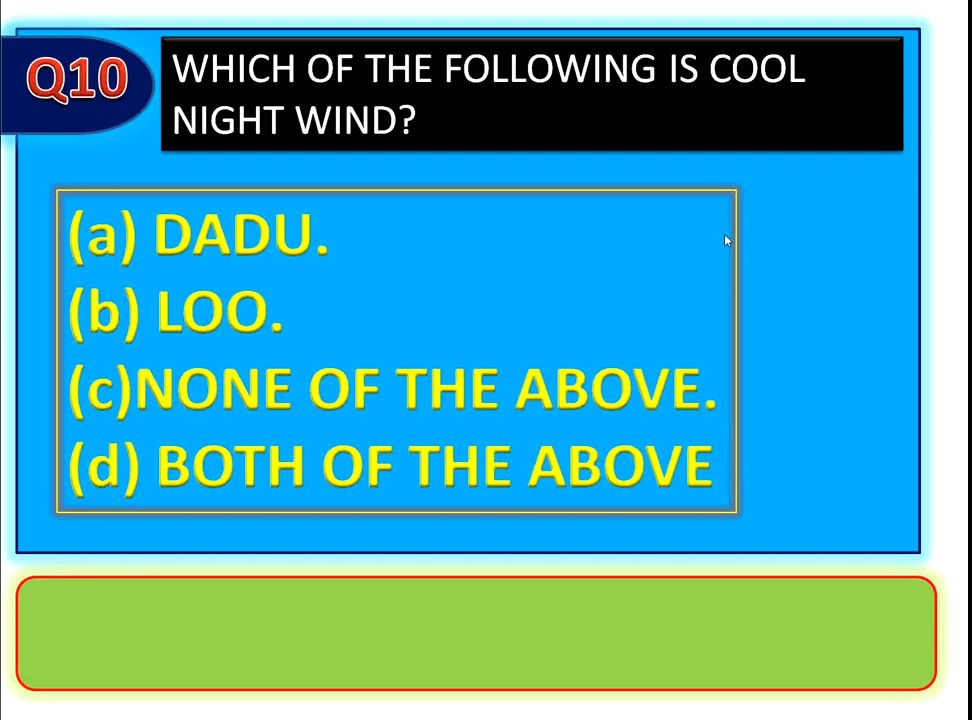 Q10
WHICH OF THE FOLLOWING IS COOL
NIGHT WIND?
(a) DADU.
(b) LOO.
(c)NONE OF THE ABOVE.
(d) BOTH OF THE ABOVE